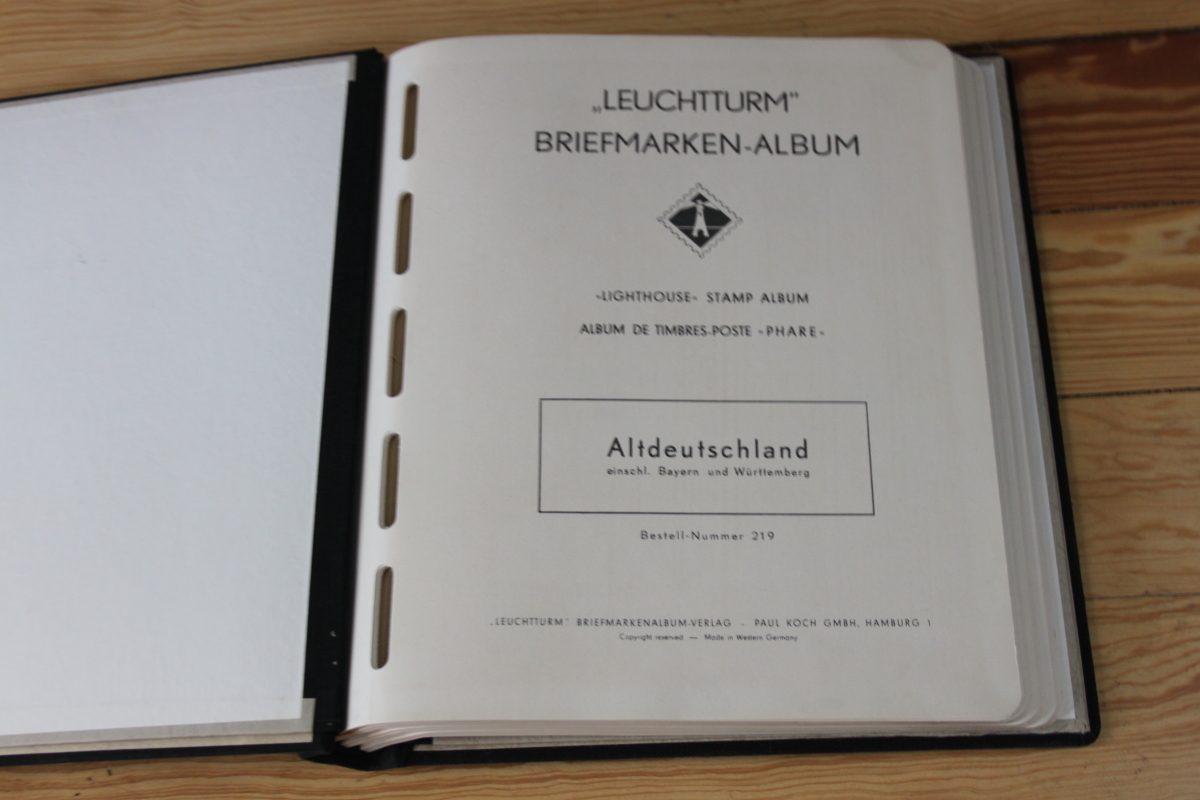 „LEUCHTTURM”
BRIEFMARKEN-ALBUM
-LIGHTHOUSE- STAMP ALBUM
ALBUM DE TIMBRES-POSTE -PHARE-
Altdeutschland
einschl. Bayern und Württemberg
Bestell-Nummer 219
„LEUCHTTURM” BRIEFMARKENALBUM-VERLAG · PAUL KOCH GMBH, HAMBURG 1
Copyright reserved — Made in Western Germany